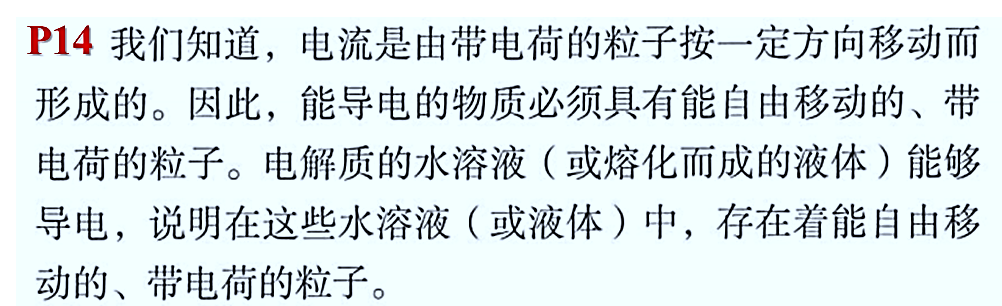 P14 我们知道，电流是由带电荷的粒子按一定方向移动而
形成的。因此，能导电的物质必须具有能自由移动的、带
电荷的粒子。电解质的水溶液（或熔化而成的液体）能够
导电，说明在这些水溶液（或液体）中，存在着能自由移
动的、带电荷的粒子。